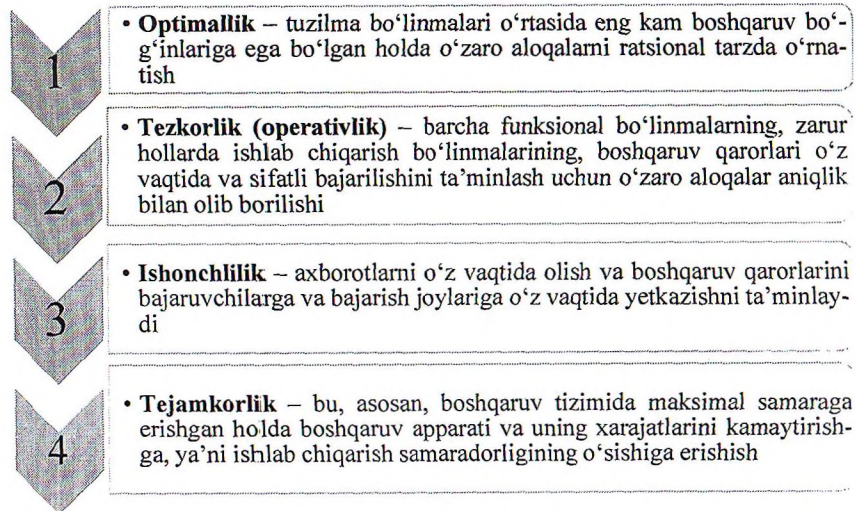 1
• Optimallik – tuzilma bo‘linmalari o‘rtasida eng kam boshqaruv bo‘-
g‘inlariga ega bo‘lgan holda o‘zaro aloqalarni ratsional tarzda o‘rna-
tish
2
• Tezkorlik (operativlik) – barcha funksional bo‘linmalarning, zarur
hollarda ishlab chiqarish bo‘linmalarining, boshqaruv qarorlari o‘z
vaqtida va sifatli bajarilishini ta’minlash uchun o‘zaro aloqalar aniqlik
bilan olib borilishi
3
• Ishonchlilik – axborotlarni o‘z vaqtida olish va boshqaruv qarorlarini
bajaruvchilarga va bajarish joylariga o‘z vaqtida yetkazishni ta’minlay-
di
4
• Tejamkorlik – bu, asosan, boshqaruv tizimida maksimal samaraga
erishgan holda boshqaruv apparati va uning xarajatlarini kamaytirish-
ga, ya’ni ishlab chiqarish samaradorligining o‘sishiga erishish